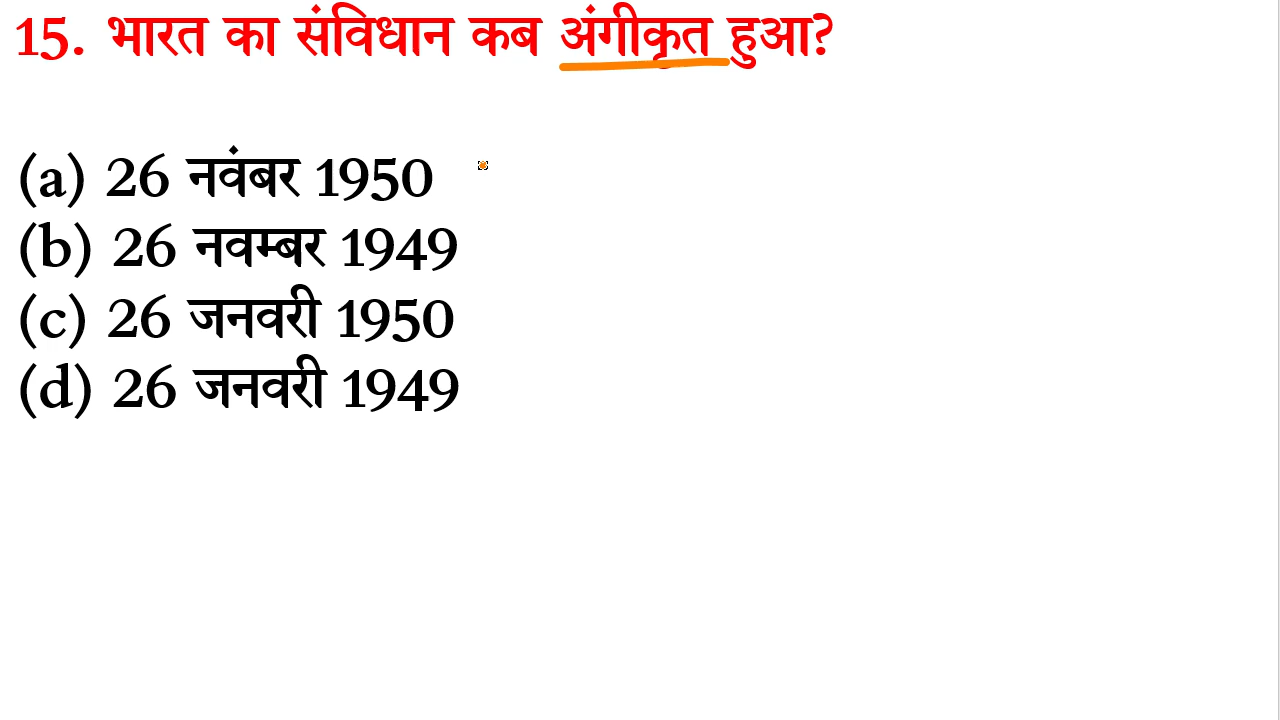 15. भारत का संविधान कब अंगीकृत हुआ?
(a) 26 नवंबर 1950
(b) 26 नवम्बर 1949
(c) 26 जनवरी 1950
(d) 26 जनवरी 1949